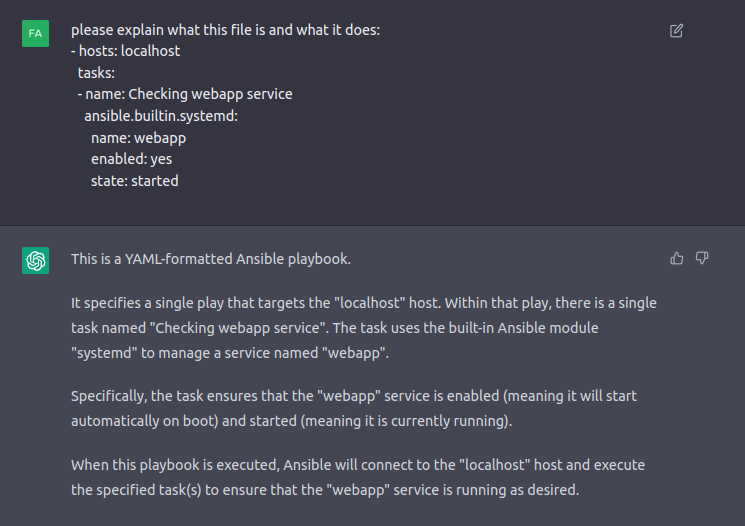 FA
please explain what this file is and what it does:
- hosts: localhost
tasks:
- name: Checking webapp service
ansible.builtin.systemd:
name: webapp
enabled: yes
state: started
This is a YAML-formatted Ansible playbook.
It specifies a single play that targets the "localhost" host. Within that play, there is a single
task named "Checking webapp service". The task uses the built-in Ansible module
"systemd" to manage a service named "webapp".
Specifically, the task ensures that the "webapp" service is enabled (meaning it will start
automatically on boot) and started (meaning it is currently running).
When this playbook is executed, Ansible will connect to the "localhost" host and execute
the specified task(s) to ensure that the "webapp" service is running as desired.